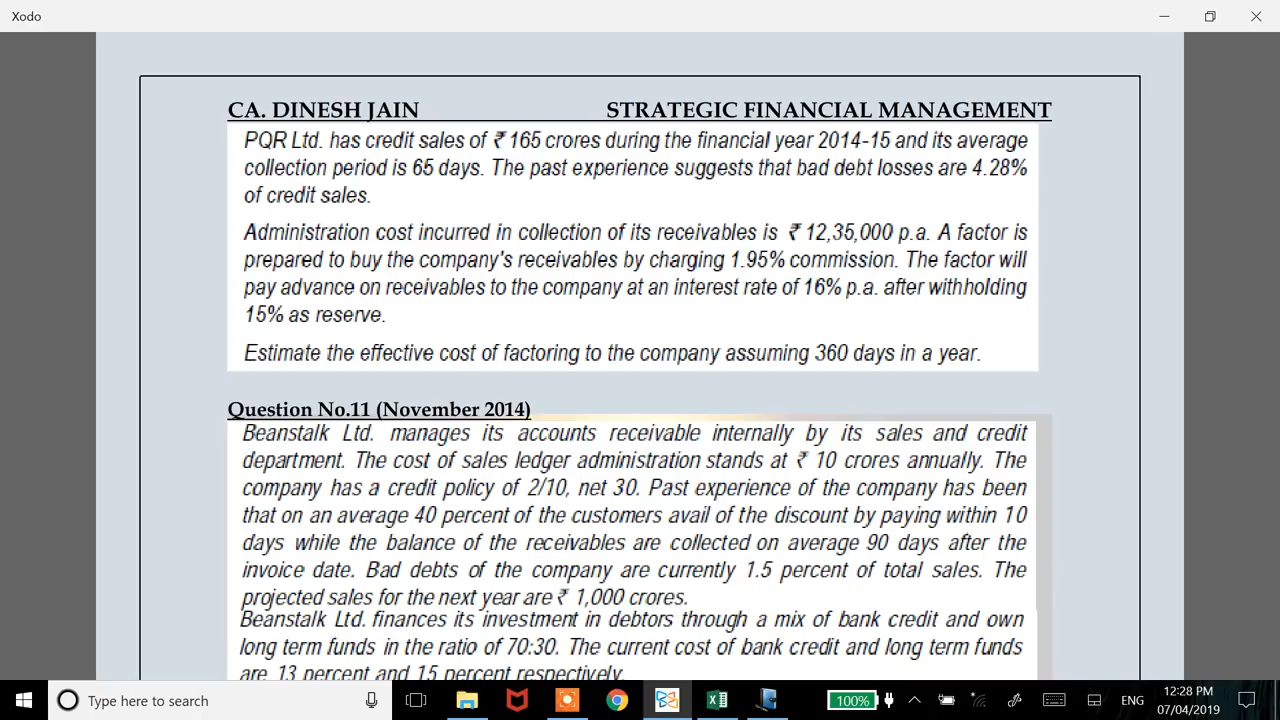 Xodo
CA. DINESH JAIN STRATEGIC FINANCIAL MANAGEMENT
PQR Ltd. has credit sales of ₹ 165 crores during the financial year 2014-15 and its average
collection period is 65 days. The past experience suggests that bad debt losses are 4.28%
of credit sales.
Administration cost incurred in collection of its receivables is ₹ 12,35,000 p.a. A factor is
prepared to buy the company's receivables by charging 1.95% commission. The factor will
pay advance on receivables to the company at an interest rate of 16% p.a. after withholding
15% as reserve.
Estimate the effective cost of factoring to the company assuming 360 days in a year.
Question No.11 (November 2014)
Beanstalk Ltd. manages its accounts receivable internally by its sales and credit
department. The cost of sales ledger administration stands at ₹ 10 crores annually. The
company has a credit policy of 2/10, net 30. Past experience of the company has been
that on an average 40 percent of the customers avail of the discount by paying within 10
days while the balance of the receivables are collected on average 90 days after the
invoice date. Bad debts of the company are currently 1.5 percent of total sales. The
projected sales for the next year are ₹ 1,000 crores.
Beanstalk Ltd. finances its investment in debtors through a mix of bank credit and own
long term funds in the ratio of 70:30. The current cost of bank credit and long term funds
are 13 percent and 15 percent respectively.
Type here to search
100%
ENG
12:28 PM
07/04/2019